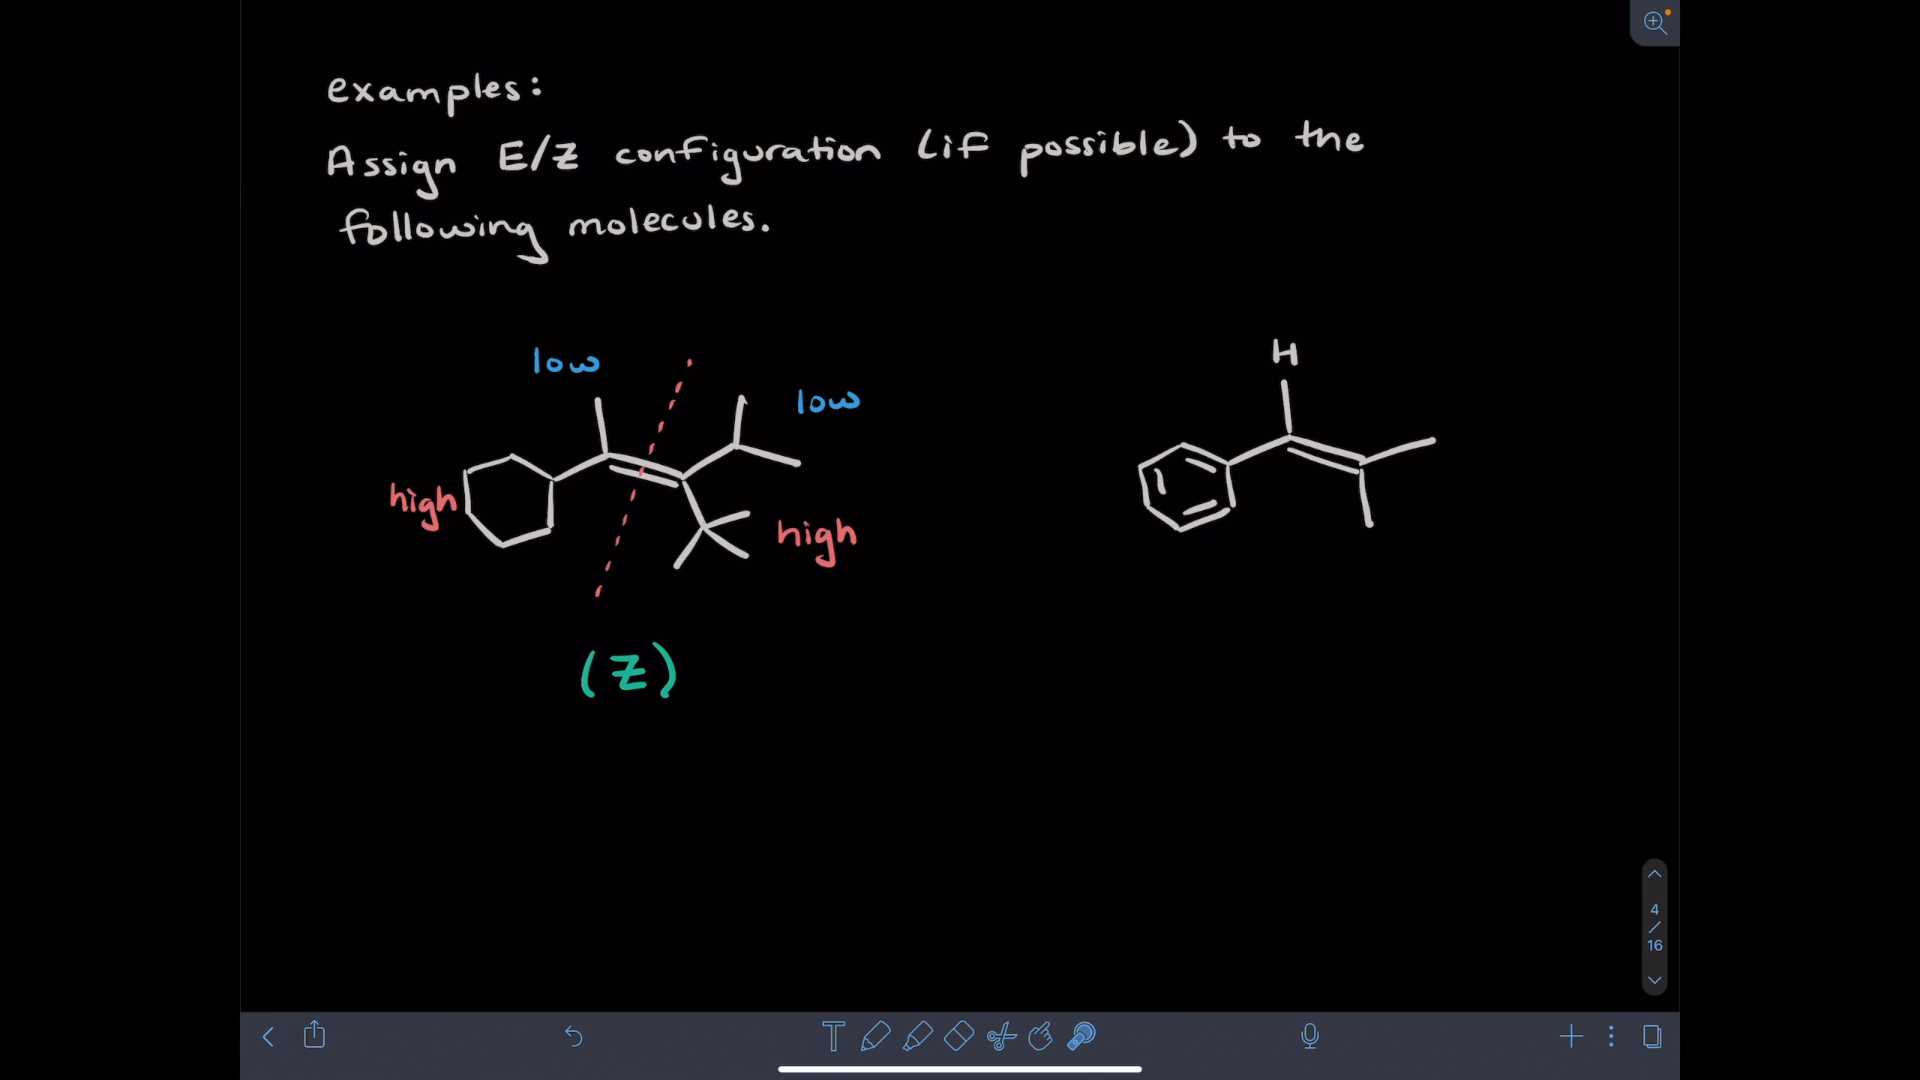 examples:
Assign E/Z configuration (if possible) to the
following molecules.
low
low
high
high
(Z)
H
4
/
16
T